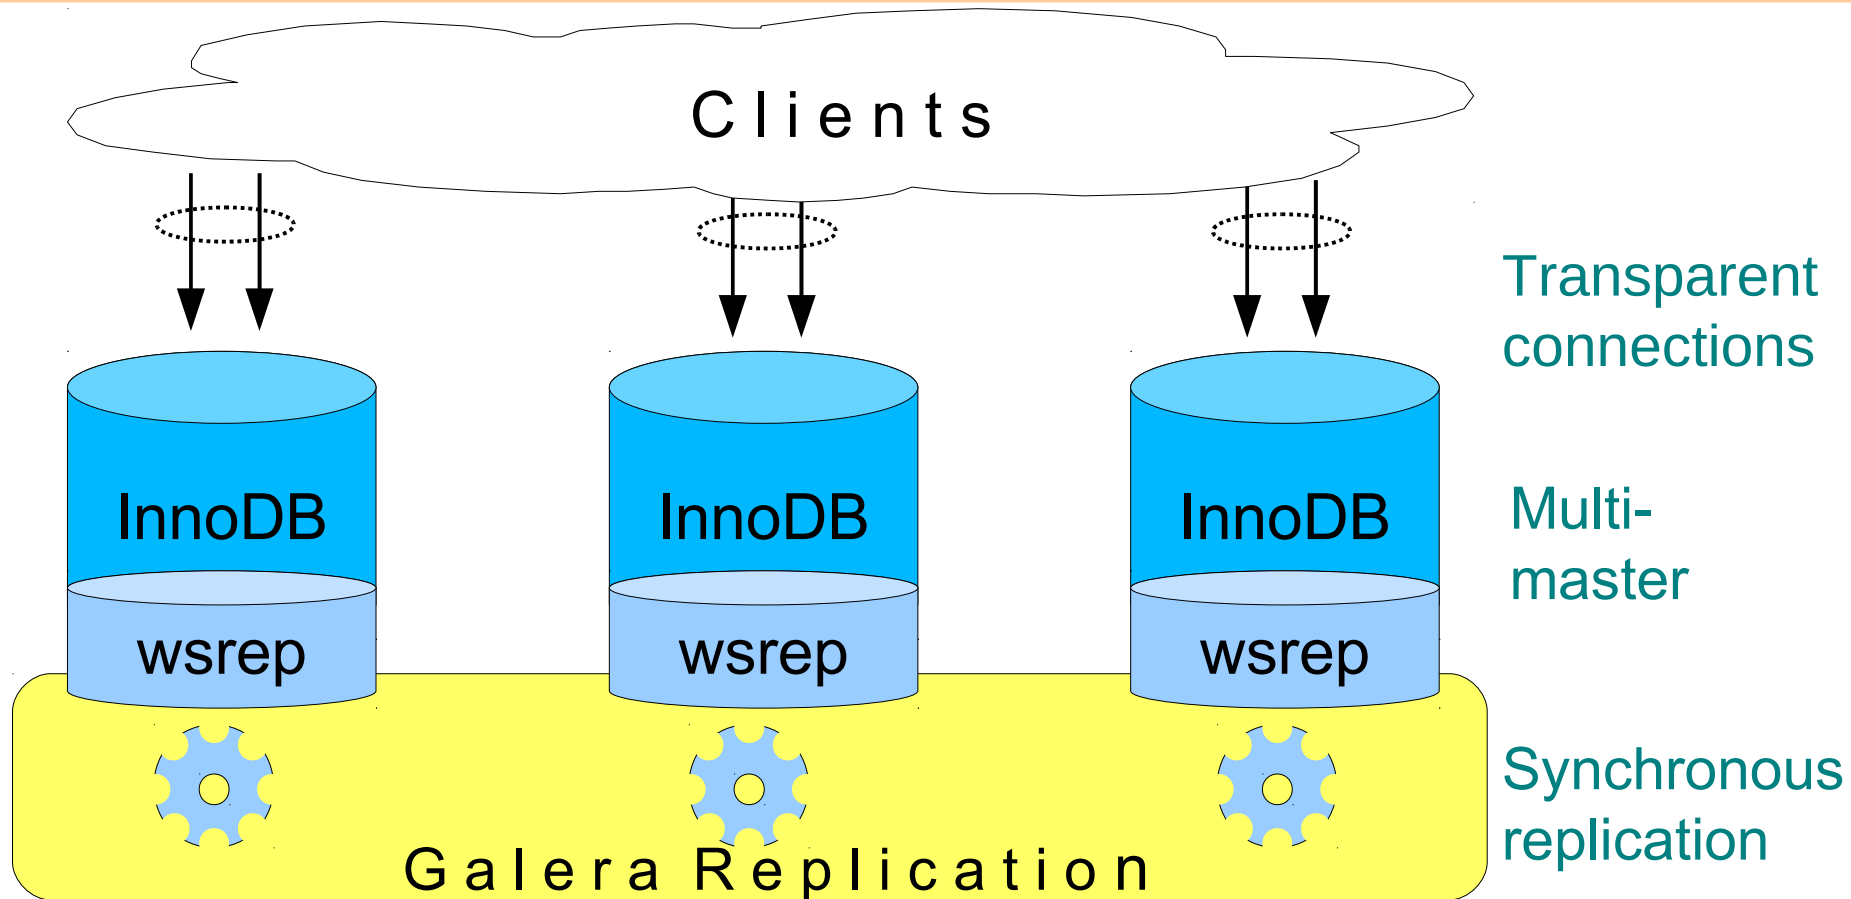 Clients
Transparent
connections
InnoDB InnoDB InnoDB
Multi-
master
wsrep wsrep wsrep
Synchronous
replication
Galera Replication